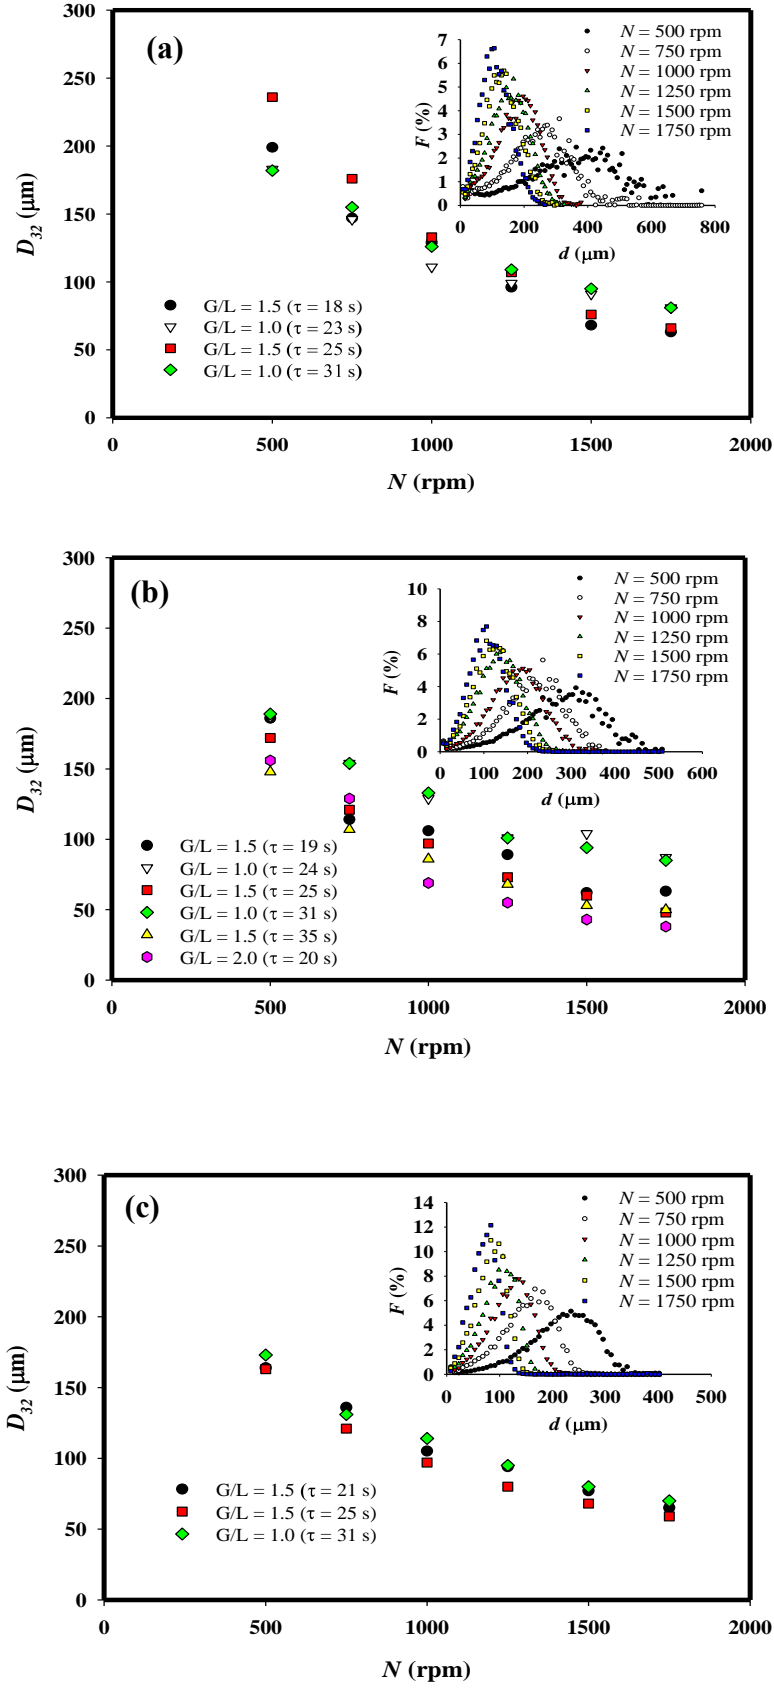 (a)
N = 500 rpm
N = 750 rpm
N = 1000 rpm
N = 1250 rpm
N = 1500 rpm
N = 1750 rpm
F (%)
7
6
5
4
3
2
1
0
0 200 400 600 800
d (μm)
D32 (μm)
300
250
200
150
100
50
0
G/L = 1.5 (τ = 18 s)
G/L = 1.0 (τ = 23 s)
G/L = 1.5 (τ = 25 s)
G/L = 1.0 (τ = 31 s)
0 500 1000 1500 2000
N (rpm)
(b)
N = 500 rpm
N = 750 rpm
N = 1000 rpm
N = 1250 rpm
N = 1500 rpm
N = 1750 rpm
F (%)
10
8
6
4
2
0
0 100 200 300 400 500 600
d (μm)
D32 (μm)
300
250
200
150
100
50
0
G/L = 1.5 (τ = 19 s)
G/L = 1.0 (τ = 24 s)
G/L = 1.5 (τ = 25 s)
G/L = 1.0 (τ = 31 s)
G/L = 1.5 (τ = 35 s)
G/L = 2.0 (τ = 20 s)
0 500 1000 1500 2000
N (rpm)
(c)
N = 500 rpm
N = 750 rpm
N = 1000 rpm
N = 1250 rpm
N = 1500 rpm
N = 1750 rpm
F (%)
14
12
10
8
6
4
2
0
0 100 200 300 400 500
d (μm)
D32 (μm)
300
250
200
150
100
50
0
G/L = 1.5 (τ = 21 s)
G/L = 1.5 (τ = 25 s)
G/L = 1.0 (τ = 31 s)
0 500 1000 1500 2000
N (rpm)